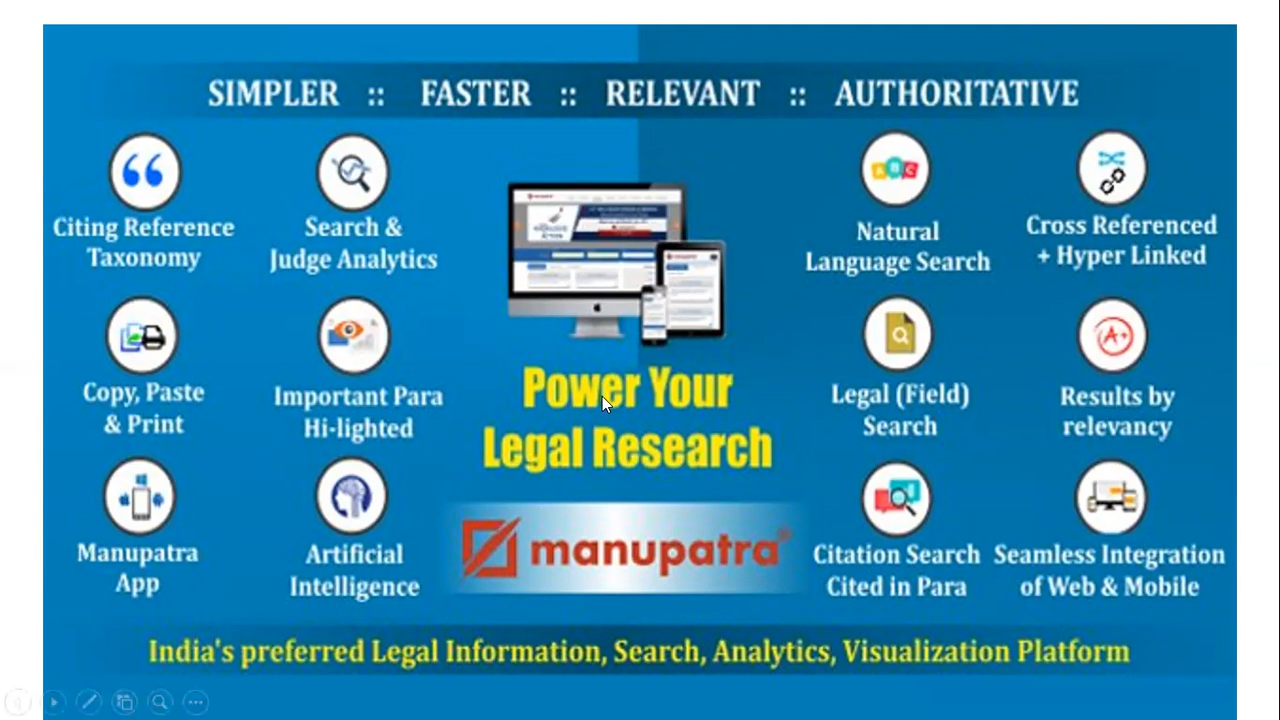 SIMPLER :: FASTER :: RELEVANT :: AUTHORITATIVE
Citing Reference
Taxonomy
Search &
Judge Analytics
Natural
Language Search
Cross Referenced
+ Hyper Linked
Copy, Paste
& Print
Important Para
Hi-lighted
Power Your
Legal Research
Legal (Field)
Search
Results by
relevancy
A+
ABC
Manupatra
App
Artificial
Intelligence
manupatra®
Citation Search
Cited in Para
Seamless Integration
of Web & Mobile
India's preferred Legal Information, Search, Analytics, Visualization Platform